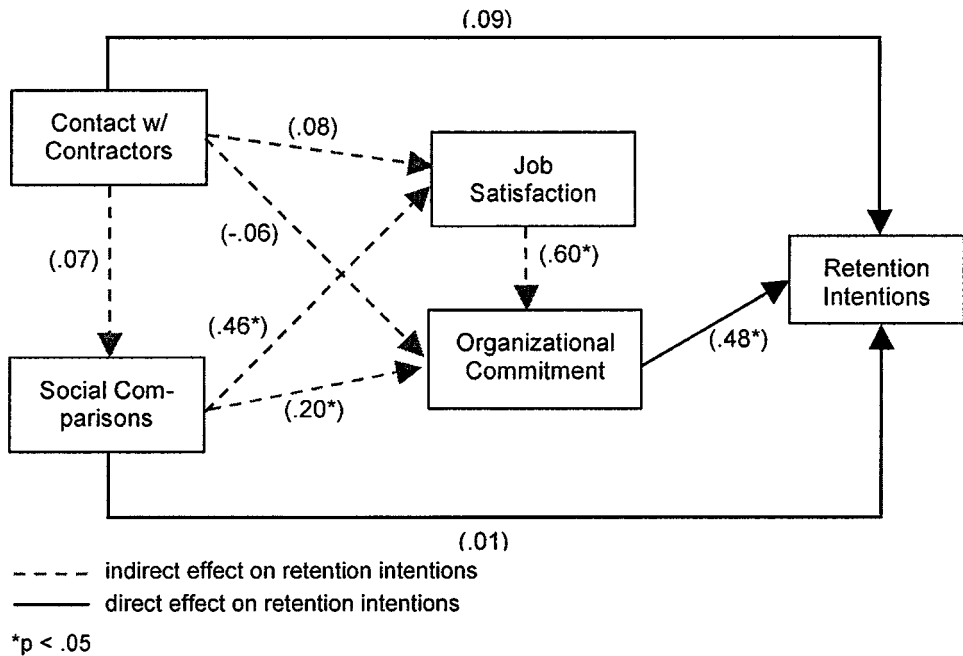 (.09)
Contact w/
Contractors
(.08)
Job
Satisfaction
(.07)
(-.06)
(.60*)
Retention
Intentions
(.46*)
Organizational
Commitment
(.48*)
Social Com-
parisons
(.20*)
(.01)
indirect effect on retention intentions
direct effect on retention intentions
*p < .05